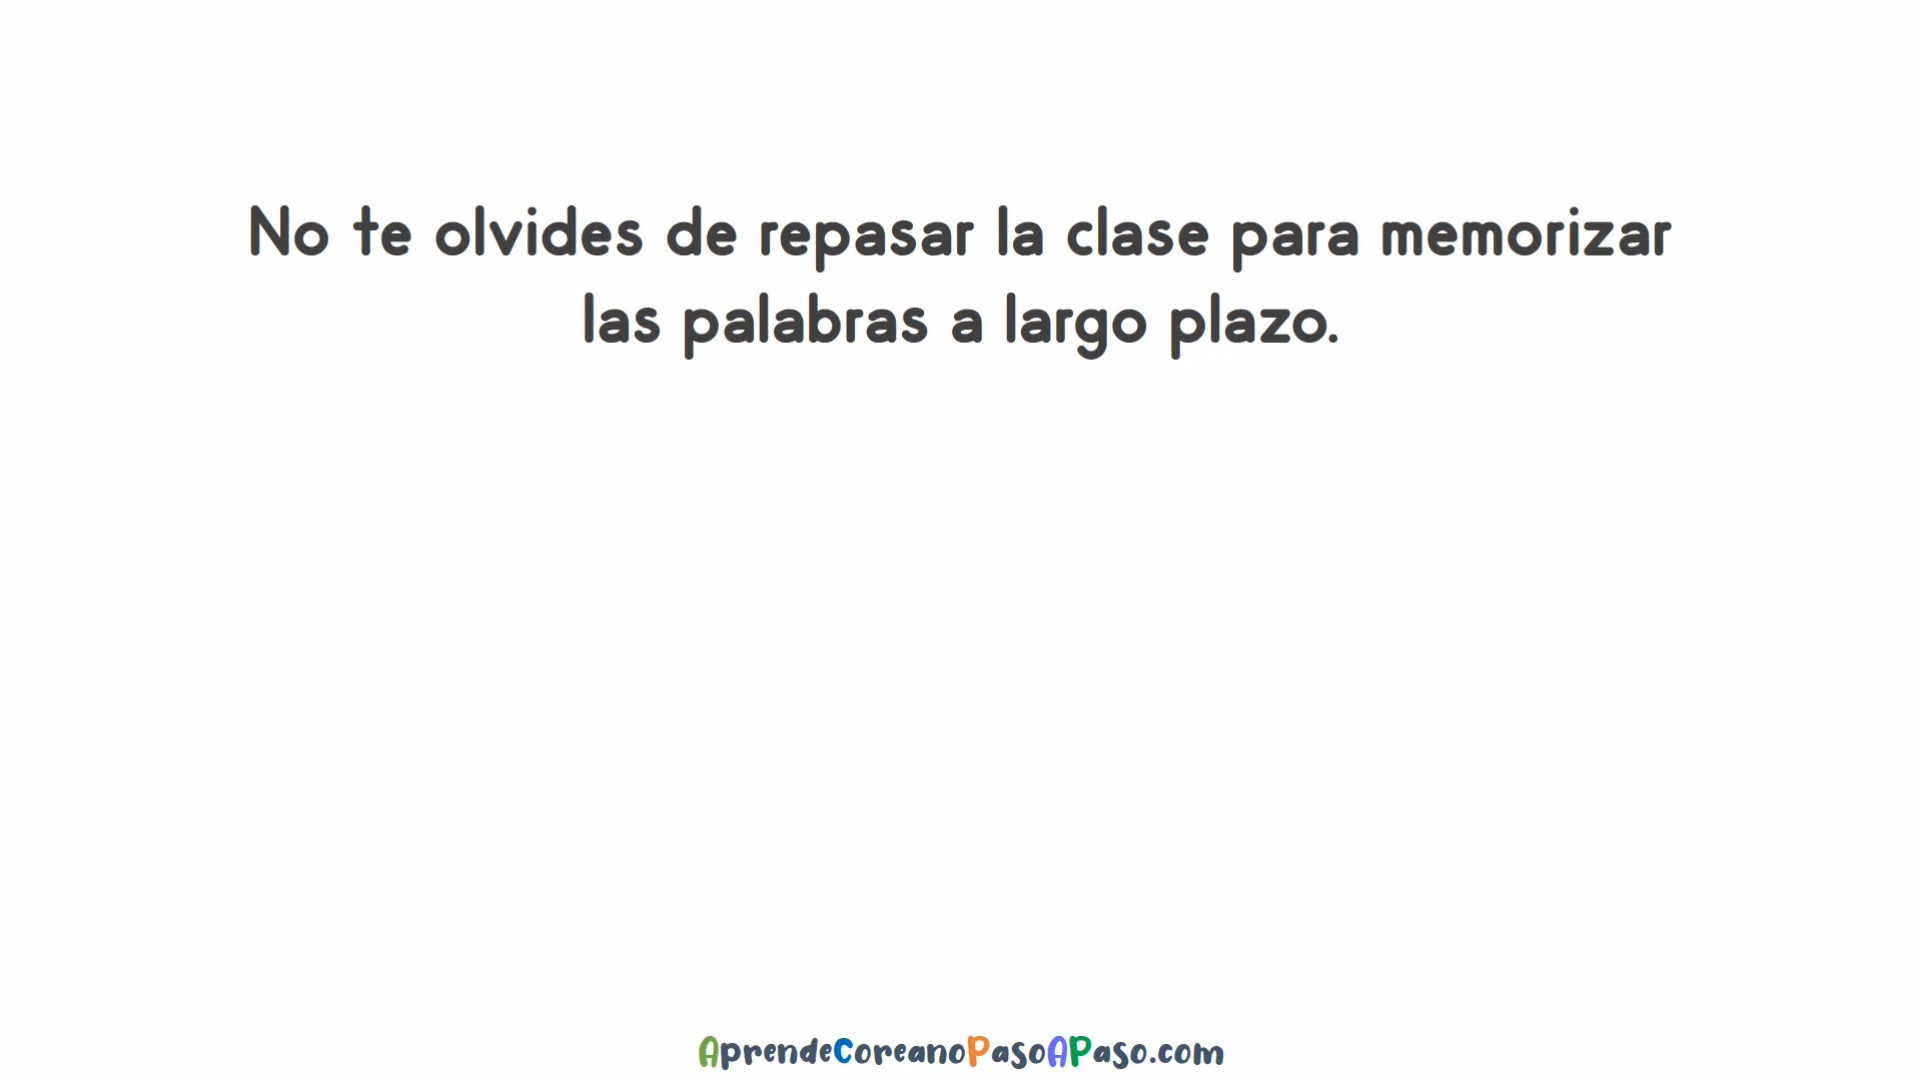 No te olvides de repasar la clase para memorizar
las palabras a largo plazo.
AprendeCoreanoPasoAPaso.com